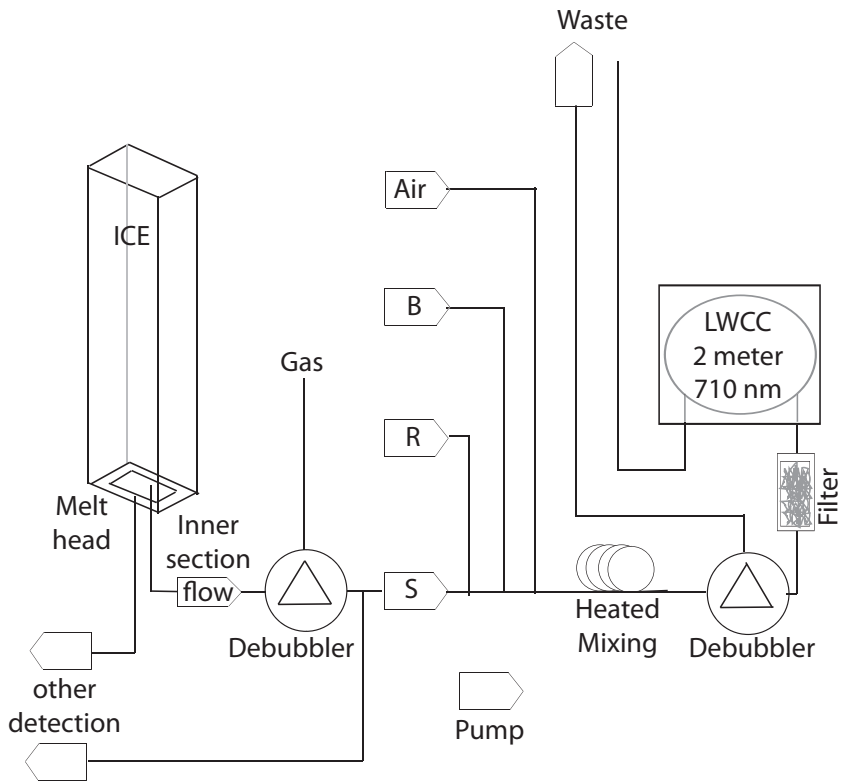 Waste
Air
ICE
B
LWCC
2 meter
710 nm
Gas
R
Filter
Melt
head
Inner
section
flow
S
Debubbler
Heated
Mixing
Debubbler
other
detection
Pump